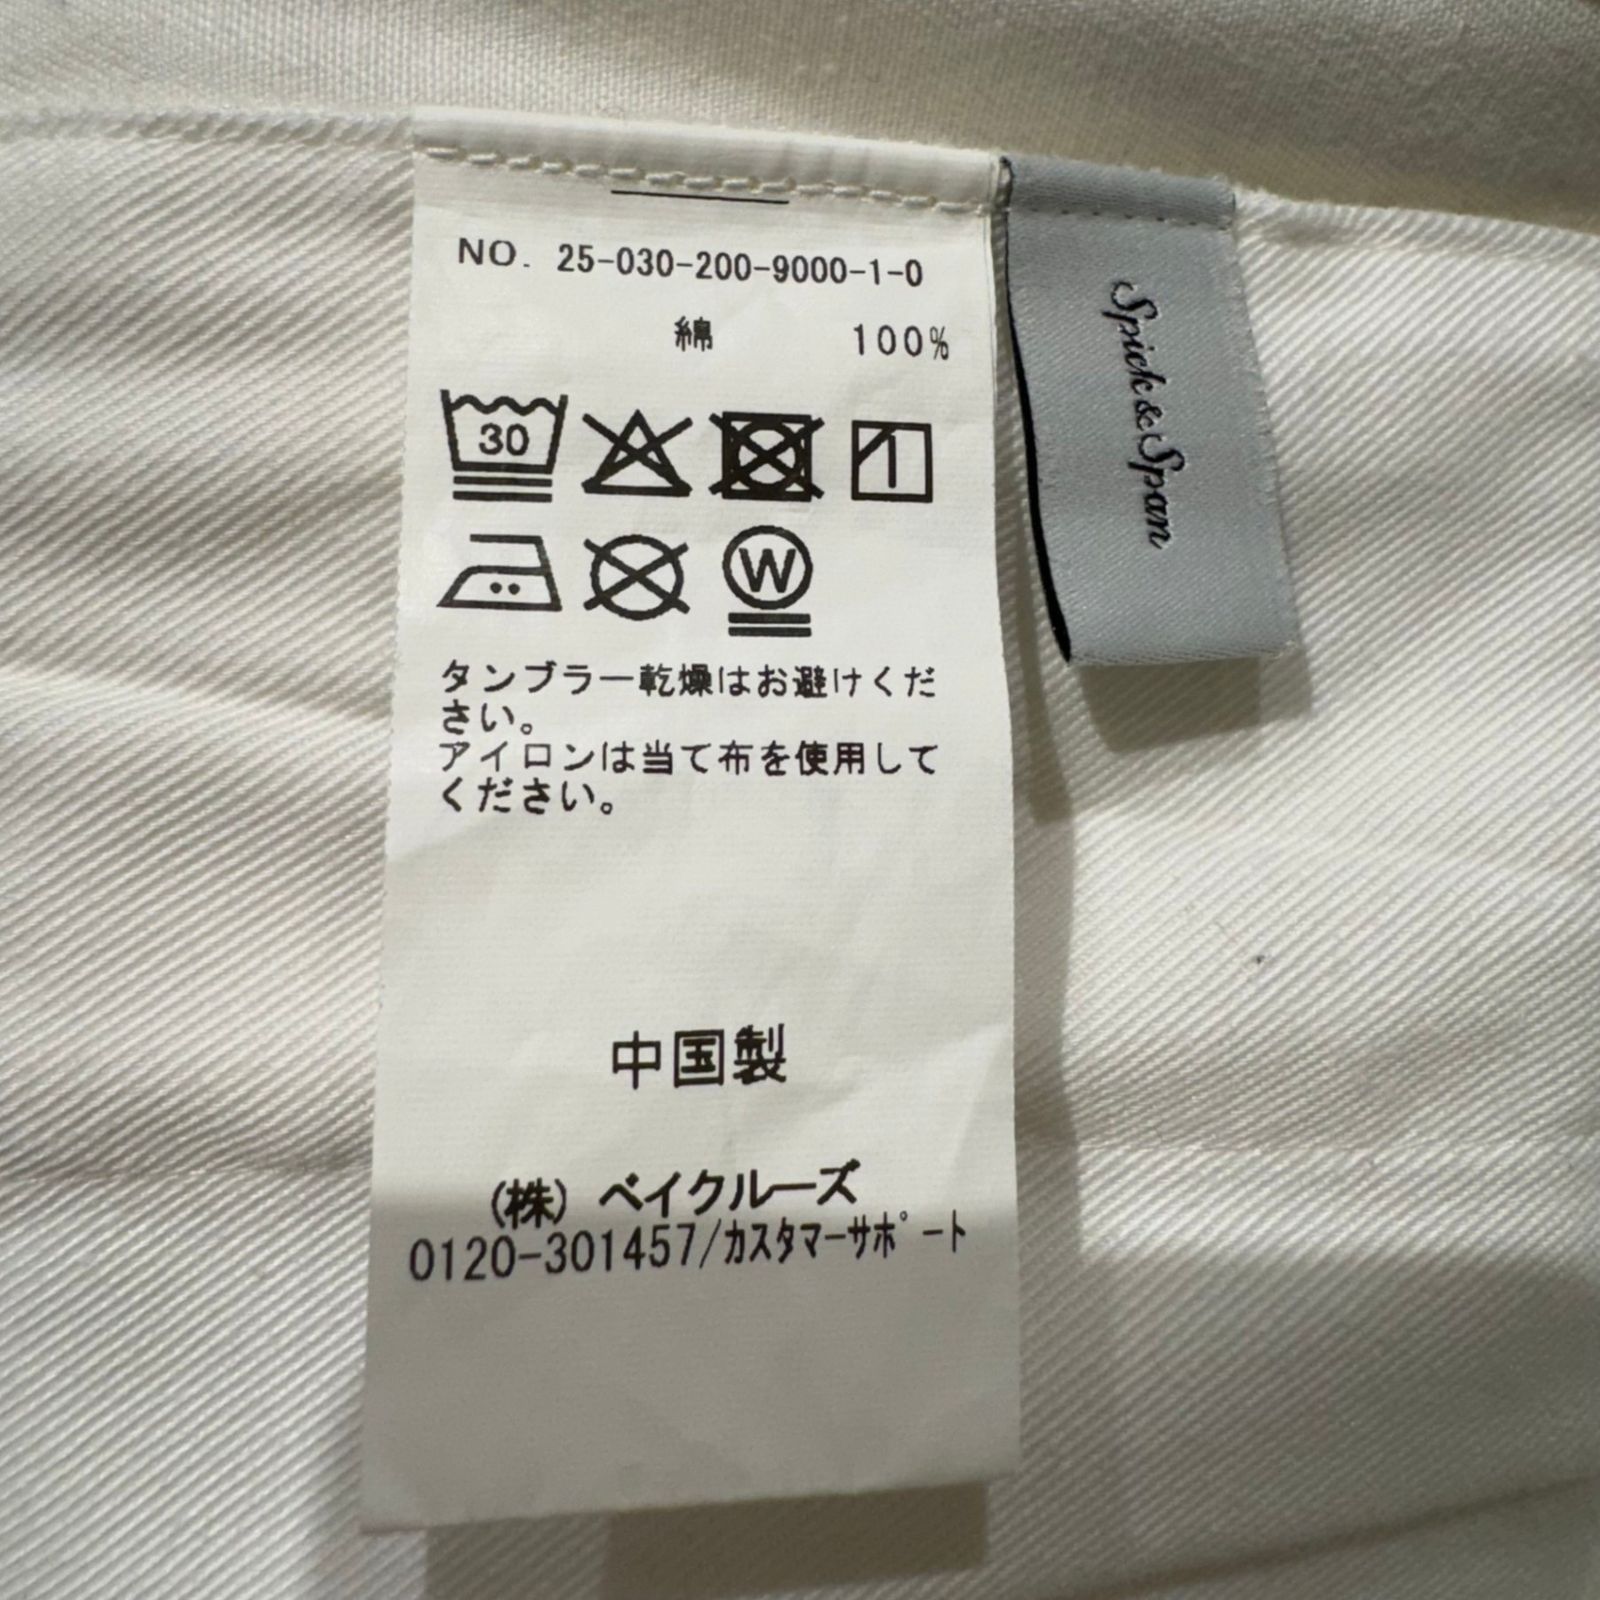 NO. 25-030-200-9000-1-0
綿 100%
30
W
タンブラー乾燥はお避けくだ
さい。
アイロンは当て布を使用して
ください。
中国製
(株) ベイクルーズ
0120-301457/ｶｽﾀﾏｰｻﾎﾟｰﾄ
Spick&Span